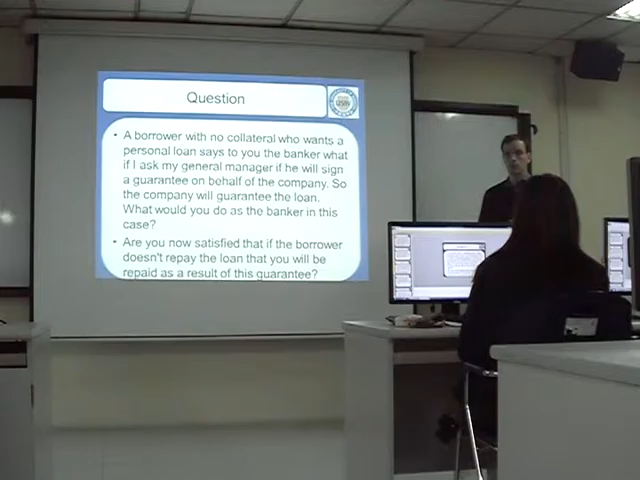 Question
• A borrower with no collateral who wants a
personal loan says to you the banker what
if I ask my general manager if he will sign
a guarantee on behalf of the company. So
the company will guarantee the loan.
What would you do as the banker in this
case?
• Are you now satisfied that if the borrower
doesn't repay the loan that you will be
repaid as a result of this guarantee?